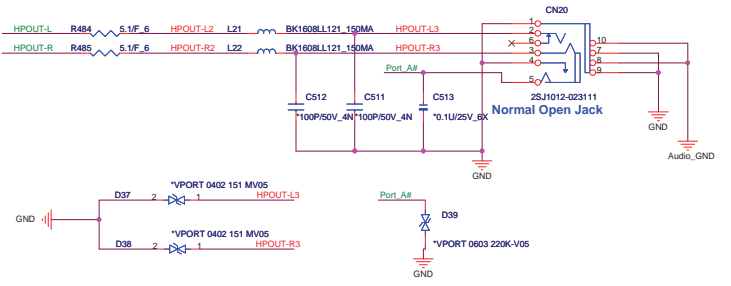 CN20
HPOUT-L R484 5.1/F_6 HPOUT-L2 L21 BK1608LL121_150MA HPOUT-L3
HPOUT-R R485 5.1/F_6 HPOUT-R2 L22 BK1608LL121_150MA HPOUT-R3
Port_A#
1
2
6
3
4
5
10
7
8
9
2SJ1012-023111
Normal Open Jack
C512
*100P/50V_4N
C511
*100P/50V_4N
C513
*0.1U/25V_6X
GND
GND
Audio_GND
*VPORT 0402 151 MV05
D37 2 1 HPOUT-L3
GND
*VPORT 0402 151 MV05
D38 2 1 HPOUT-R3
Port_A#
D39
*VPORT 0603 220K-V05
GND